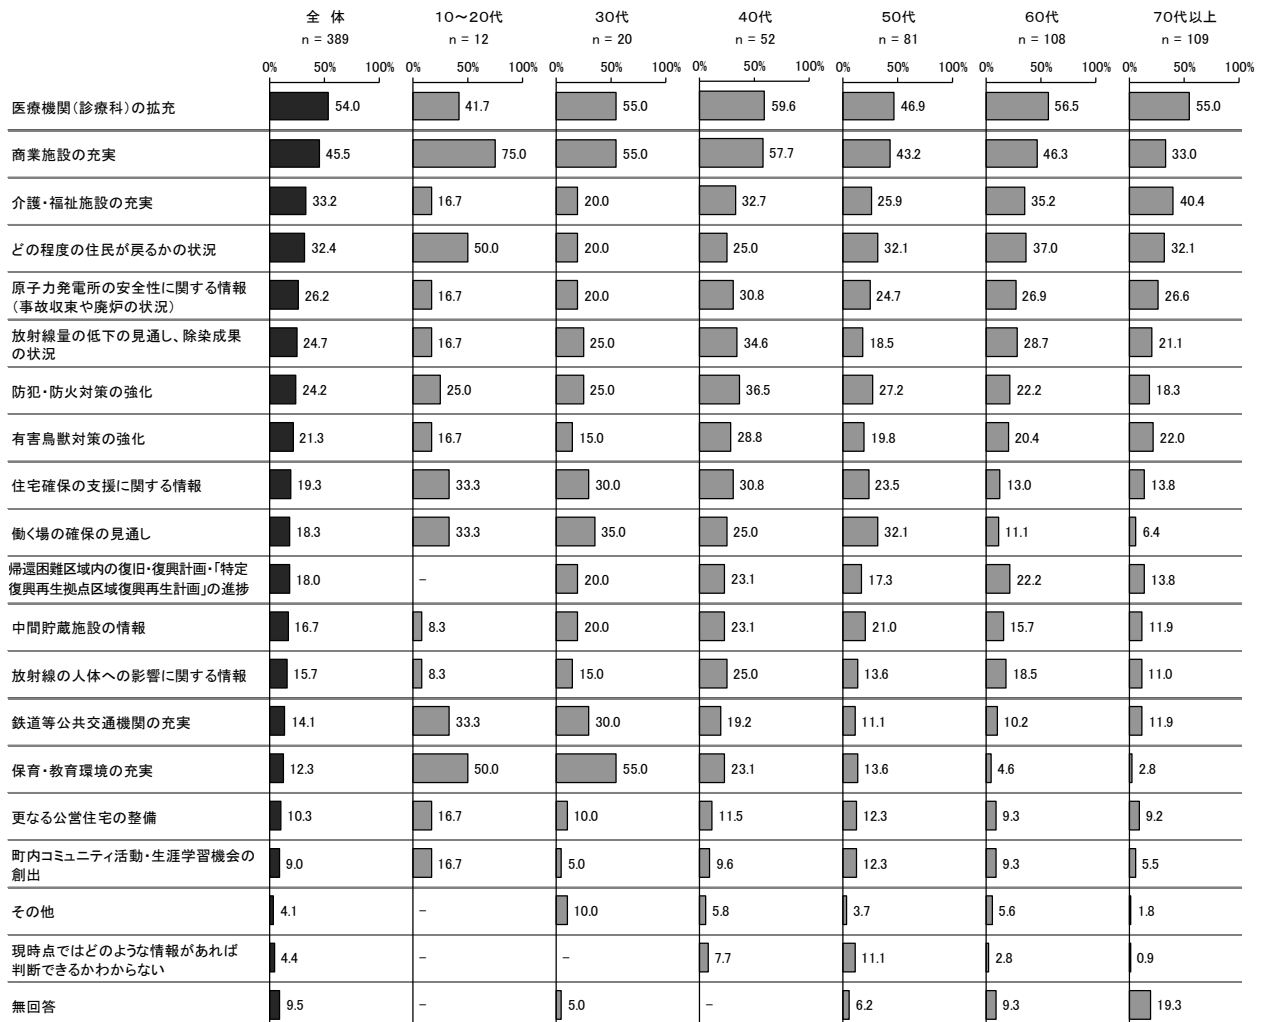 全 体 10~20代 30代 40代 50代 60代 70代以上
n = 389 n = 12 n = 20 n = 52 n = 81 n = 108 n = 109
0% 50% 100% 0% 50% 100% 0% 50% 100% 0% 50% 100% 0% 50% 100% 0% 50% 100% 0% 50% 100%
医療機関(診療科)の拡充 54.0 41.7 55.0 59.6 46.9 56.5 55.0
商業施設の充実 45.5 75.0 55.0 57.7 43.2 46.3 33.0
介護・福祉施設の充実 33.2 16.7 20.0 32.7 25.9 35.2 40.4
どの程度の住民が戻るかの状況 32.4 50.0 20.0 25.0 32.1 37.0 32.1
原子力発電所の安全性に関する情報
(事故収束や廃炉の状況) 26.2 16.7 20.0 30.8 24.7 26.9 26.6
放射線量の低下の見通し、除染成果
の状況 24.7 16.7 25.0 34.6 18.5 28.7 21.1
防犯・防火対策の強化 24.2 25.0 25.0 36.5 27.2 22.2 18.3
有害鳥獣対策の強化 21.3 16.7 15.0 28.8 19.8 20.4 22.0
住宅確保の支援に関する情報 19.3 33.3 30.0 30.8 23.5 13.0 13.8
働く場の確保の見通し 18.3 33.3 35.0 25.0 32.1 11.1 6.4
帰還困難区域内の復旧・復興計画・「特定
復興再生拠点区域復興再生計画」の進捗 18.0 – 20.0 23.1 17.3 22.2 13.8
中間貯蔵施設の情報 16.7 8.3 20.0 23.1 21.0 15.7 11.9
放射線の人体への影響に関する情報 15.7 8.3 15.0 25.0 13.6 18.5 11.0
鉄道等公共交通機関の充実 14.1 33.3 30.0 19.2 11.1 10.2 11.9
保育・教育環境の充実 12.3 50.0 55.0 23.1 13.6 4.6 2.8
更なる公営住宅の整備 10.3 16.7 10.0 11.5 12.3 9.3 9.2
町内コミュニティ活動・生涯学習機会の
創出 9.0 16.7 5.0 9.6 12.3 9.3 5.5
その他 4.1 – 10.0 5.8 3.7 5.6 1.8
現時点ではどのような情報があれば
判断できるかわからない 4.4 – – 7.7 11.1 2.8 0.9
無回答 9.5 – 5.0 – 6.2 9.3 19.3